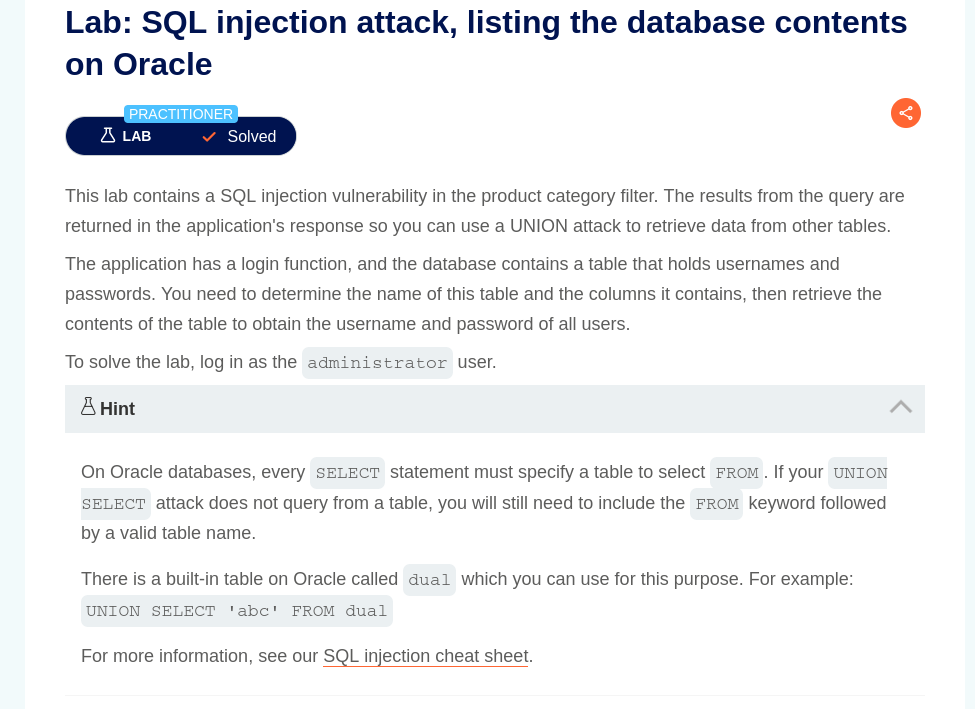 Lab: SQL injection attack, listing the database contents
on Oracle
PRACTITIONER
LAB Solved
This lab contains a SQL injection vulnerability in the product category filter. The results from the query are
returned in the application's response so you can use a UNION attack to retrieve data from other tables.
The application has a login function, and the database contains a table that holds usernames and
passwords. You need to determine the name of this table and the columns it contains, then retrieve the
contents of the table to obtain the username and password of all users.
To solve the lab, log in as the administrator user.
Hint
On Oracle databases, every SELECT statement must specify a table to select FROM. If your UNION
SELECT attack does not query from a table, you will still need to include the FROM keyword followed
by a valid table name.
There is a built-in table on Oracle called dual which you can use for this purpose. For example:
UNION SELECT 'abc' FROM dual
For more information, see our SQL injection cheat sheet.